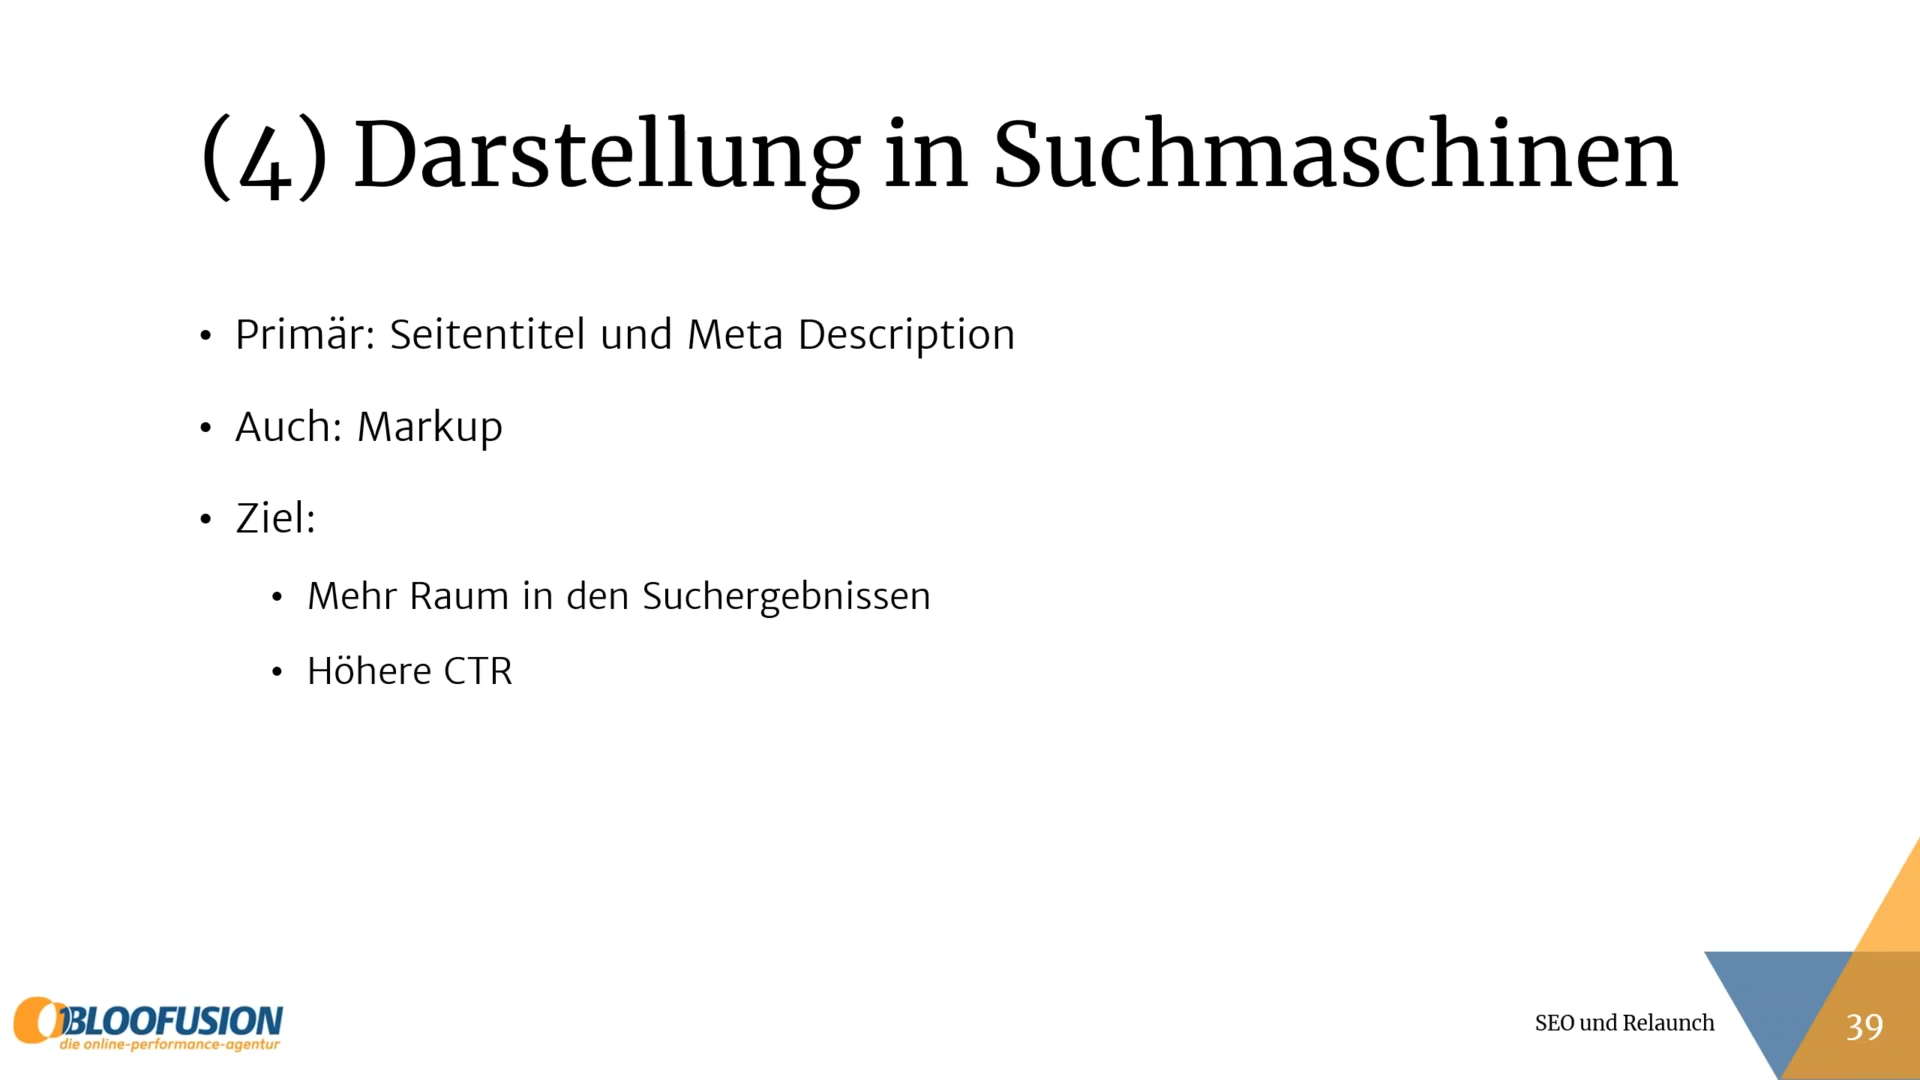 (4) Darstellung in Suchmaschinen
• Primär: Seitentitel und Meta Description
• Auch: Markup
• Ziel:
• Mehr Raum in den Suchergebnissen
• Höhere CTR
BLOOFUSION
die online-performance-agentur
SEO und Relaunch
39